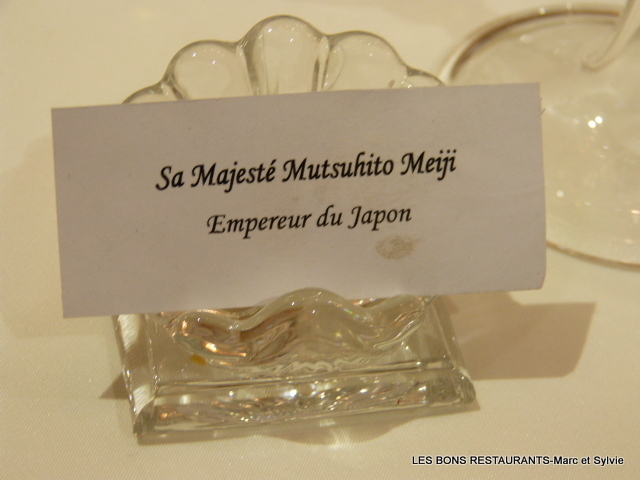 Sa Majesté Mutsuhito Meiji
Empereur du Japon
LES BONS RESTAURANTS-Marc et Sylvie